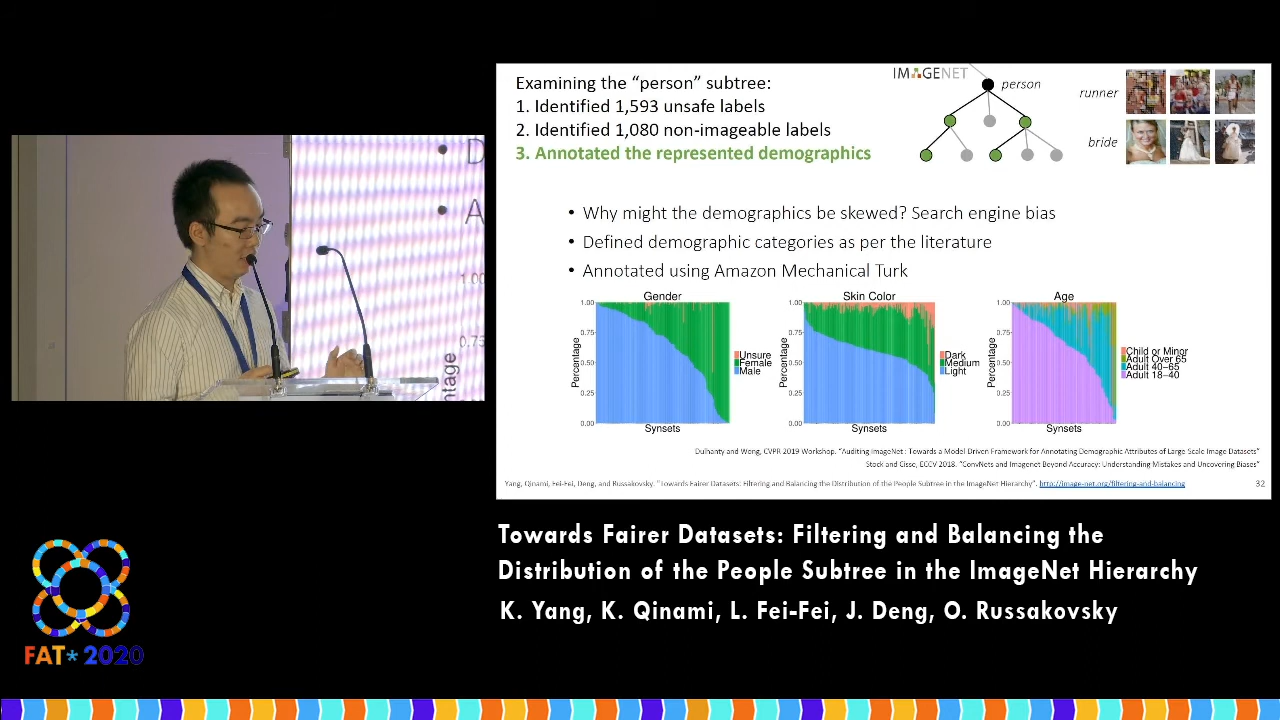 Examining the “person” subtree:
1. Identified 1,593 unsafe labels
2. Identified 1,080 non-imageable labels
3. Annotated the represented demographics
IMAGENET
person
runner
bride
• Why might the demographics be skewed? Search engine bias
• Defined demographic categories as per the literature
• Annotated using Amazon Mechanical Turk
Gender
1.00
0.75
0.50
0.25
0.00
Percentage
Synsets
Unsure
Female
Male
Skin Color
1.00
0.75
0.50
0.25
0.00
Percentage
Synsets
Dark
Medium
Light
Age
1.00
0.75
0.50
0.25
0.00
Percentage
Synsets
Child or Minor
Adult Over 65
Adult 40–65
Adult 18–40
Dulhanty and Wong, CVPR 2019 Workshop. “Auditing ImageNet: Towards a Model Driven Framework for Annotating Demographic Attributes of Large-Scale Image Datasets”
Stock and Cisse, ECCV 2018. “ConvNets and Imagenet Beyond Accuracy: Understanding Mistakes and Uncovering Biases”
Yang, Qinami, Fei-Fei, Deng, and Russakovsky. “Towards Fairer Datasets: Filtering and Balancing the Distribution of the People Subtree in the ImageNet Hierarchy”. http://image-net.org/filtering-and-balancing
32
• D
• A
1.00
0.75
ntage
Towards Fairer Datasets: Filtering and Balancing the
Distribution of the People Subtree in the ImageNet Hierarchy
K. Yang, K. Qinami, L. Fei-Fei, J. Deng, O. Russakovsky
FAT* 2020